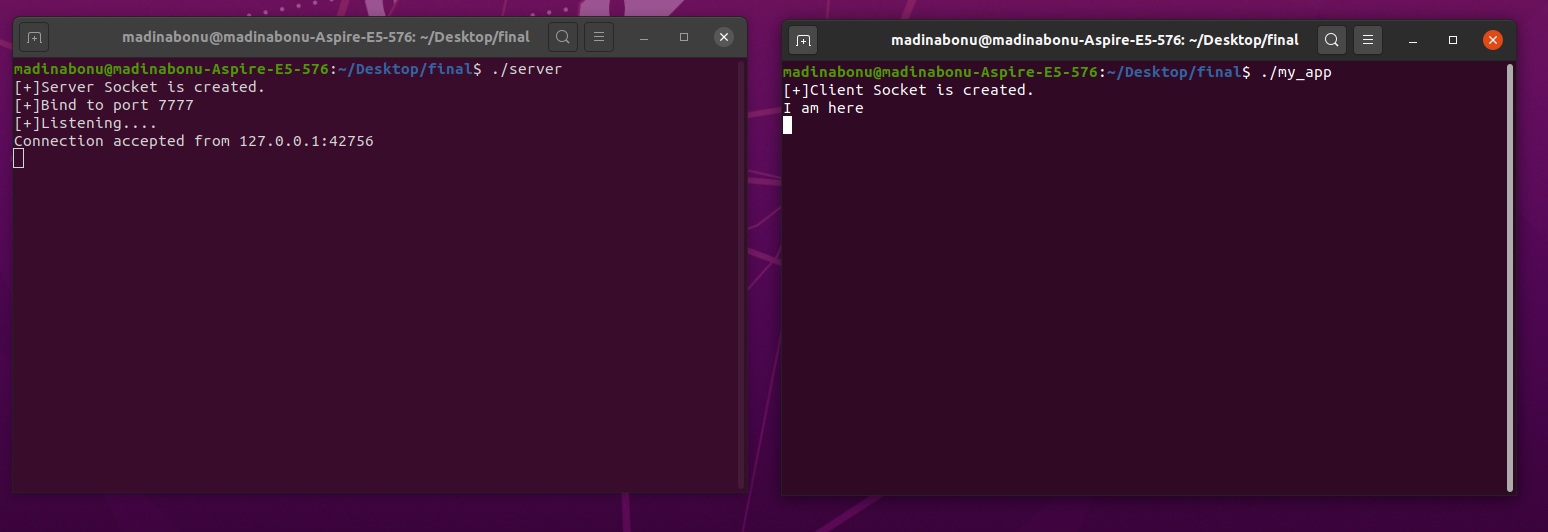 madinabonu@madinabonu-Aspire-E5-576: ~/Desktop/final
madinabonu@madinabonu-Aspire-E5-576:~/Desktop/final$ ./server
[+]Server Socket is created.
[+]Bind to port 7777
[+]Listening....
Connection accepted from 127.0.0.1:42756
madinabonu@madinabonu-Aspire-E5-576: ~/Desktop/final
madinabonu@madinabonu-Aspire-E5-576:~/Desktop/final$ ./my_app
[+]Client Socket is created.
I am here